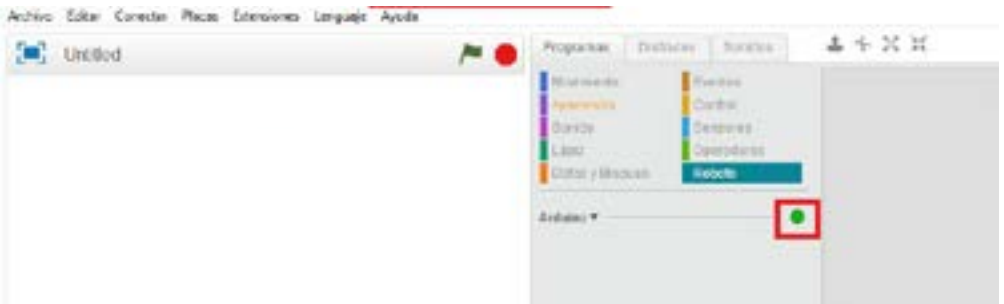 Archivo Editar Conectar Placas Extensiones Lenguaje Ayuda
Untitled
Programas Disfraces Sonidos
Movimiento Eventos
Apariencia Control
Sonido Sensores
Lápiz Operadores
Datos y Bloques Robots
Arduino